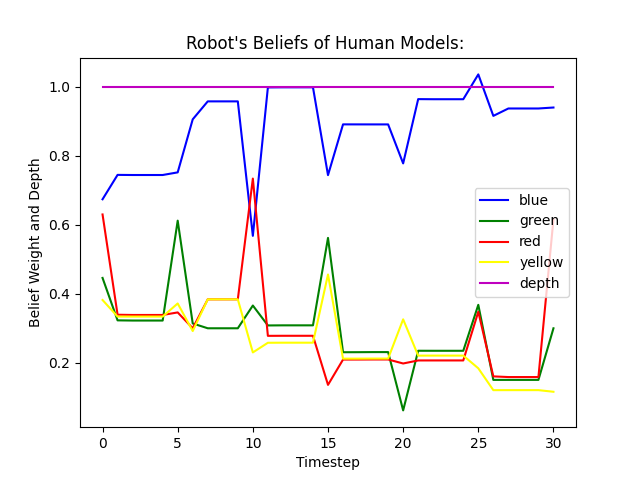 Robot's Beliefs of Human Models:
Belief Weight and Depth
1.0
0.8
0.6
0.4
0.2
0 5 10 15 20 25 30
Timestep
blue
green
red
yellow
depth